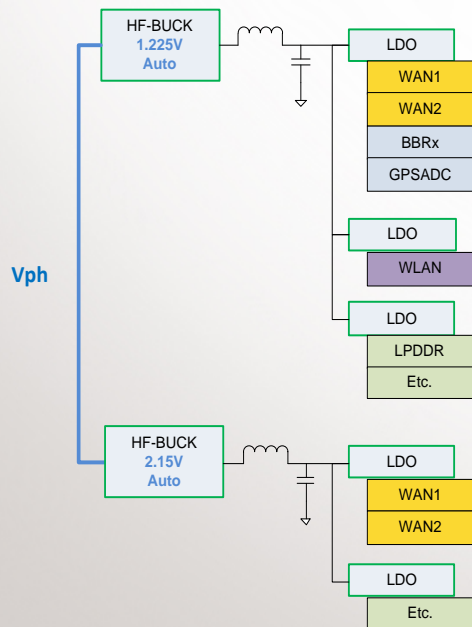 HF-BUCK
1.225V
Auto
LDO
WAN1
WAN2
BBRx
GPSADC
LDO
WLAN
LDO
LPDDR
Etc.
Vph
HF-BUCK
2.15V
Auto
LDO
WAN1
WAN2
LDO
Etc.